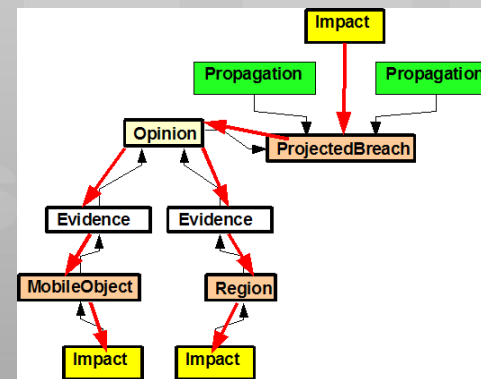 Impact
Propagation Propagation
Opinion
ProjectedBreach
Evidence Evidence
MobileObject Region
Impact Impact